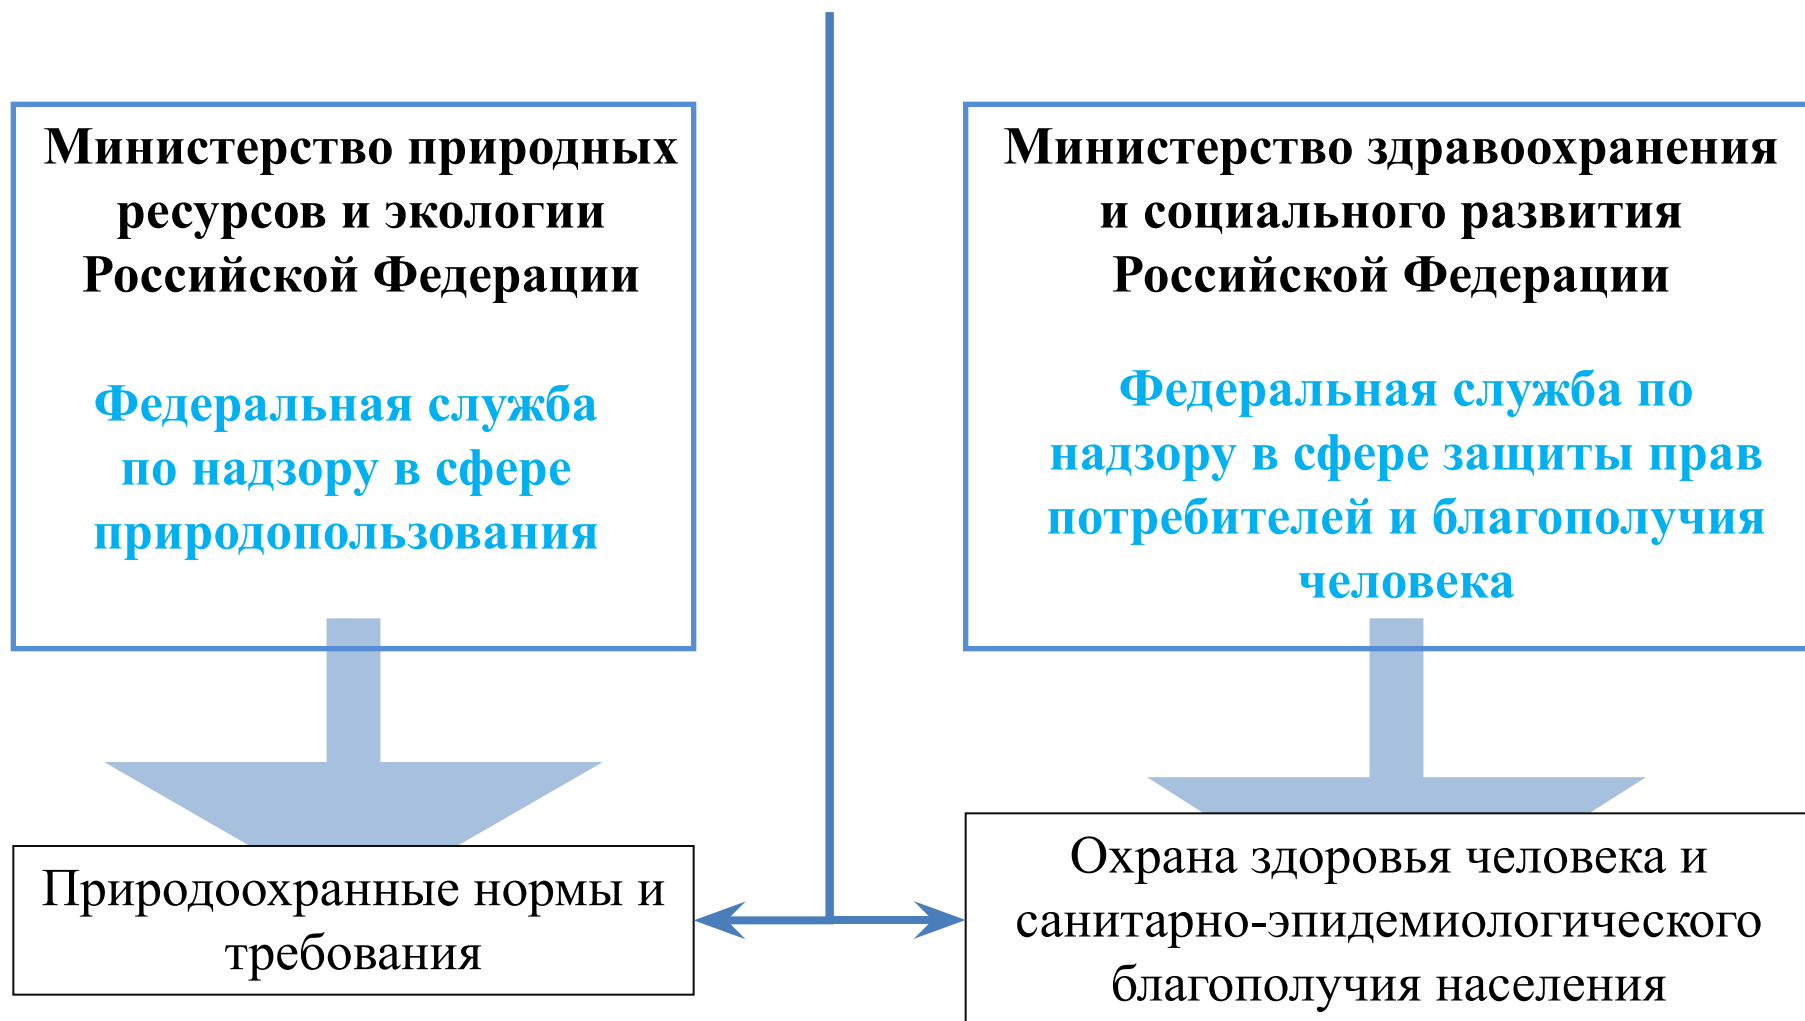 Министерство природных
ресурсов и экологии
Российской Федерации
Федеральная служба
по надзору в сфере
природопользования
Министерство здравоохранения
и социального развития
Российской Федерации
Федеральная служба по
надзору в сфере защиты прав
потребителей и благополучия
человека
Природоохранные нормы и
требования
Охрана здоровья человека и
санитарно-эпидемиологического
благополучия населения